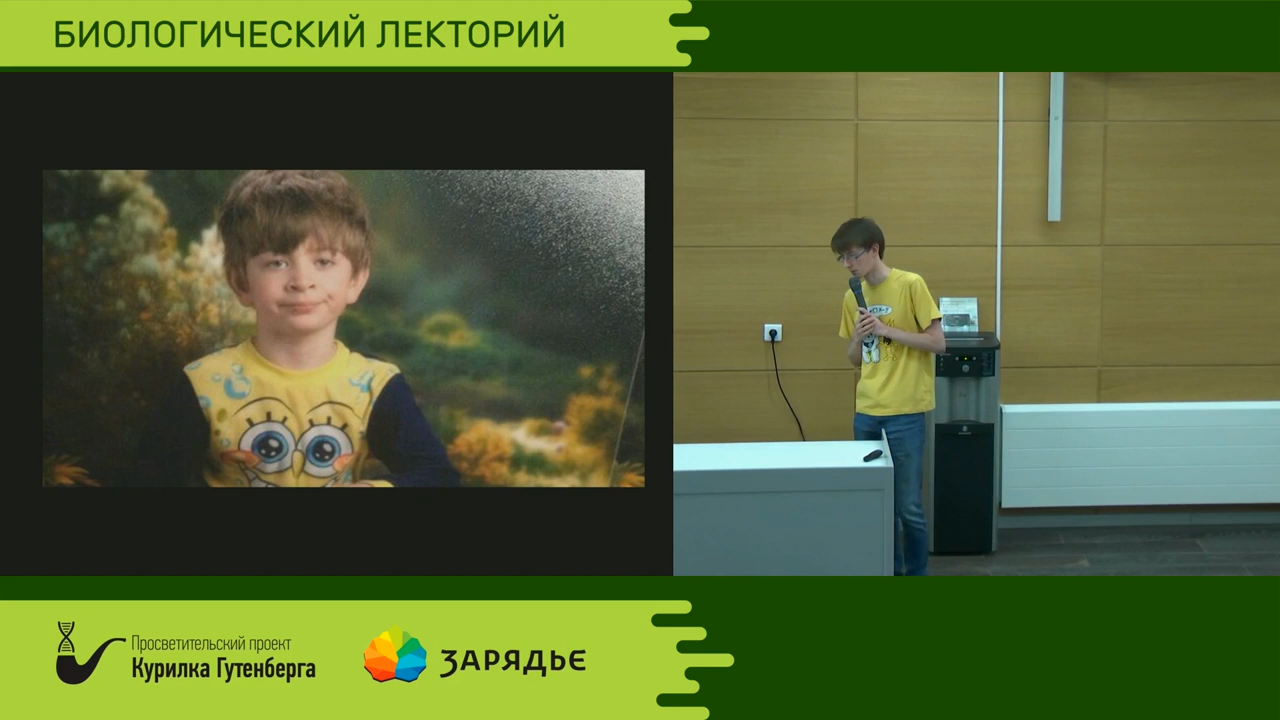 БИОЛОГИЧЕСКИЙ ЛЕКТОРИЙ
Просветительский проект
Курилка Гутенберга
ЗАРЯДЬЕ